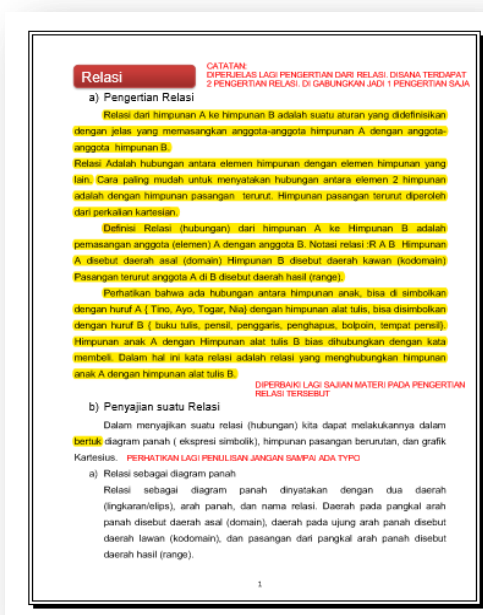 Relasi
CATATAN:
DIPERJELAS LAGI PENGERTIAN DARI RELASI. DISANA TERDAPAT
2 PENGERTIAN RELASI. DI GABUNGKAN JADI 1 PENGERTIAN SAJA
a) Pengertian Relasi
Relasi dari himpunan A ke himpunan B adalah suatu aturan yang didefinisikan
dengan jelas yang memasangkan anggota-anggota himpunan A dengan anggota-
anggota himpunan B.
Relasi Adalah hubungan antara elemen himpunan dengan elemen himpunan yang
lain. Cara paling mudah untuk menyatakan hubungan antara elemen 2 himpunan
adalah dengan himpunan pasangan terurut. Himpunan pasangan terurut diperoleh
dari perkalian kartesian.
Definisi Relasi (hubungan) dari himpunan A ke Himpunan B adalah
pemasangan anggota (elemen) A dengan anggota B. Notasi relasi :R A B Himpunan
A disebut daerah asal (domain) Himpunan B disebut daerah kawan (kodomain)
Pasangan terurut anggota A di B disebut daerah hasil (range).
Perhatikan bahwa ada hubungan antara himpunan anak, bisa di simbolkan
dengan huruf A { Tino, Ayo, Togar, Nia} dengan himpunan alat tulis, bisa disimbolkan
dengan huruf B { buku tulis, pensil, penggaris, penghapus, bolpoin, tempat pensil).
Himpunan anak A dengan Himpunan alat tulis B bias dihubungkan dengan kata
membeli. Dalam hal ini kata relasi adalah relasi yang menghubungkan himpunan
anak A dengan himpunan alat tulis B.
DIPERBAIKI LAGI SAJIAN MATERI PADA PENGERTIAN
RELASI TERSEBUT
b) Penyajian suatu Relasi
Dalam menyajikan suatu relasi (hubungan) kita dapat melakukannya dalam
bertuk diagram panah ( ekspresi simbolik), himpunan pasangan berurutan, dan grafik
Kartesius. PERHATIKAN LAGI PENULISAN JANGAN SAMPAI ADA TYPO
a) Relasi sebagai diagram panah
Relasi sebagai diagram panah dinyatakan dengan dua daerah
(lingkaran/elips), arah panah, dan nama relasi. Daerah pada pangkal arah
panah disebut daerah asal (domain), daerah pada ujung arah panah disebut
daerah lawan (kodomain), dan pasangan dari pangkal arah panah disebut
daerah hasil (range).
1